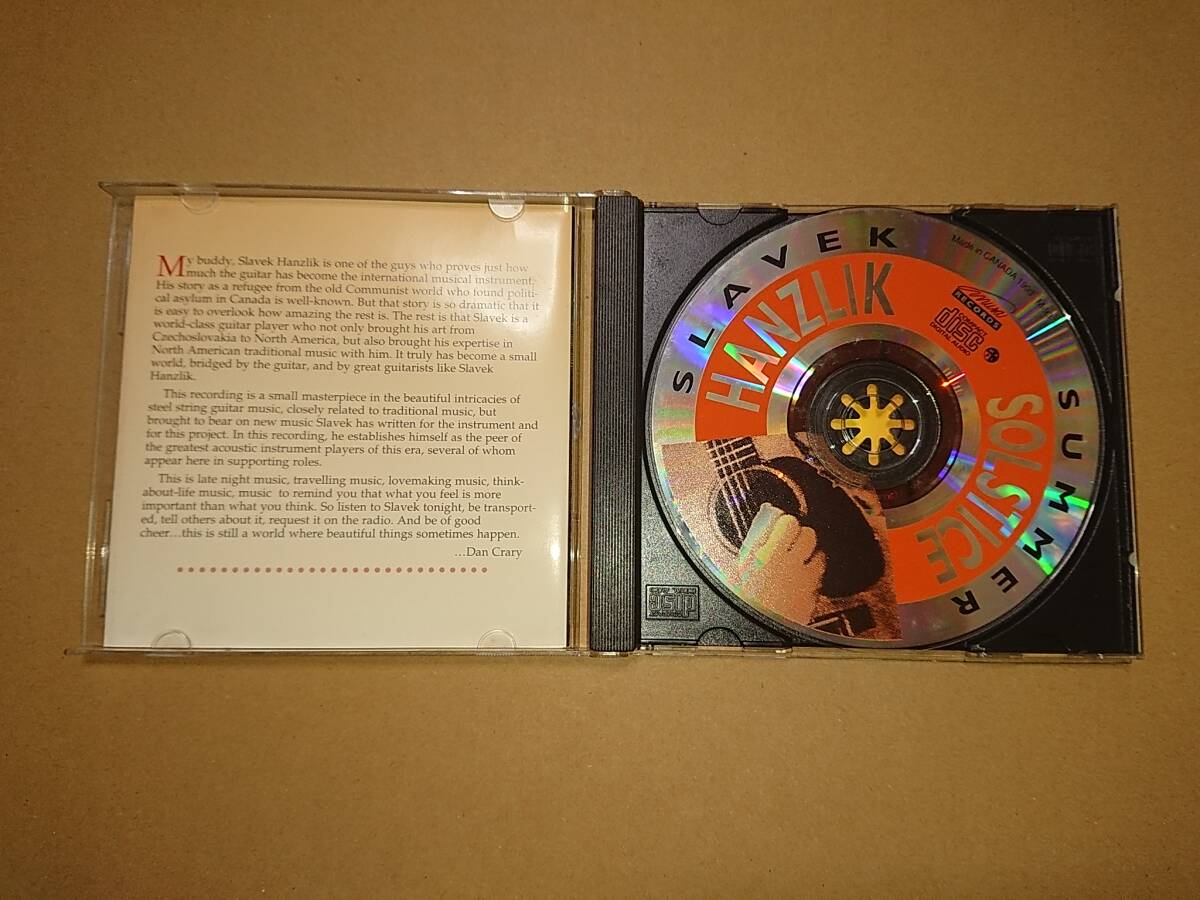 My buddy, Slavek Hanzlik is one of the guys who proves just how
much the guitar has become the international musical instrument.
His story as a refugee from the old Communist world who found politi-
cal asylum in Canada is well-known. But that story is so dramatic that it
is easy to overlook how amazing the rest is. The rest is that Slavek is a
world-class guitar player who not only brought his art from
Czechoslovakia to North America, but also brought his expertise in
North American traditional music with him. It truly has become a small
world, bridged by the guitar, and by great guitarists like Slavek
Hanzlik.
This recording is a small masterpiece in the beautiful intricacies of
steel string guitar music, closely related to traditional music, but
brought to bear on new music Slavek has written for the instrument and
for this project. In this recording, he establishes himself as the peer of
the greatest acoustic instrument players of this era, several of whom
appear here in supporting roles.
This is late night music, travelling music, lovemaking music, think-
about-life music, music to remind you that what you feel is more
important than what you think. So listen to Slavek tonight, be transport-
ed, tell others about it, request it on the radio. And be of good
cheer...this is still a world where beautiful things sometimes happen.
...Dan Crary
SLAVEK
HANZLIK
SUMMER
SOLSTICE
Made in CANADA
RECORDS
COMPACT
disc
DIGITAL AUDIO
disc